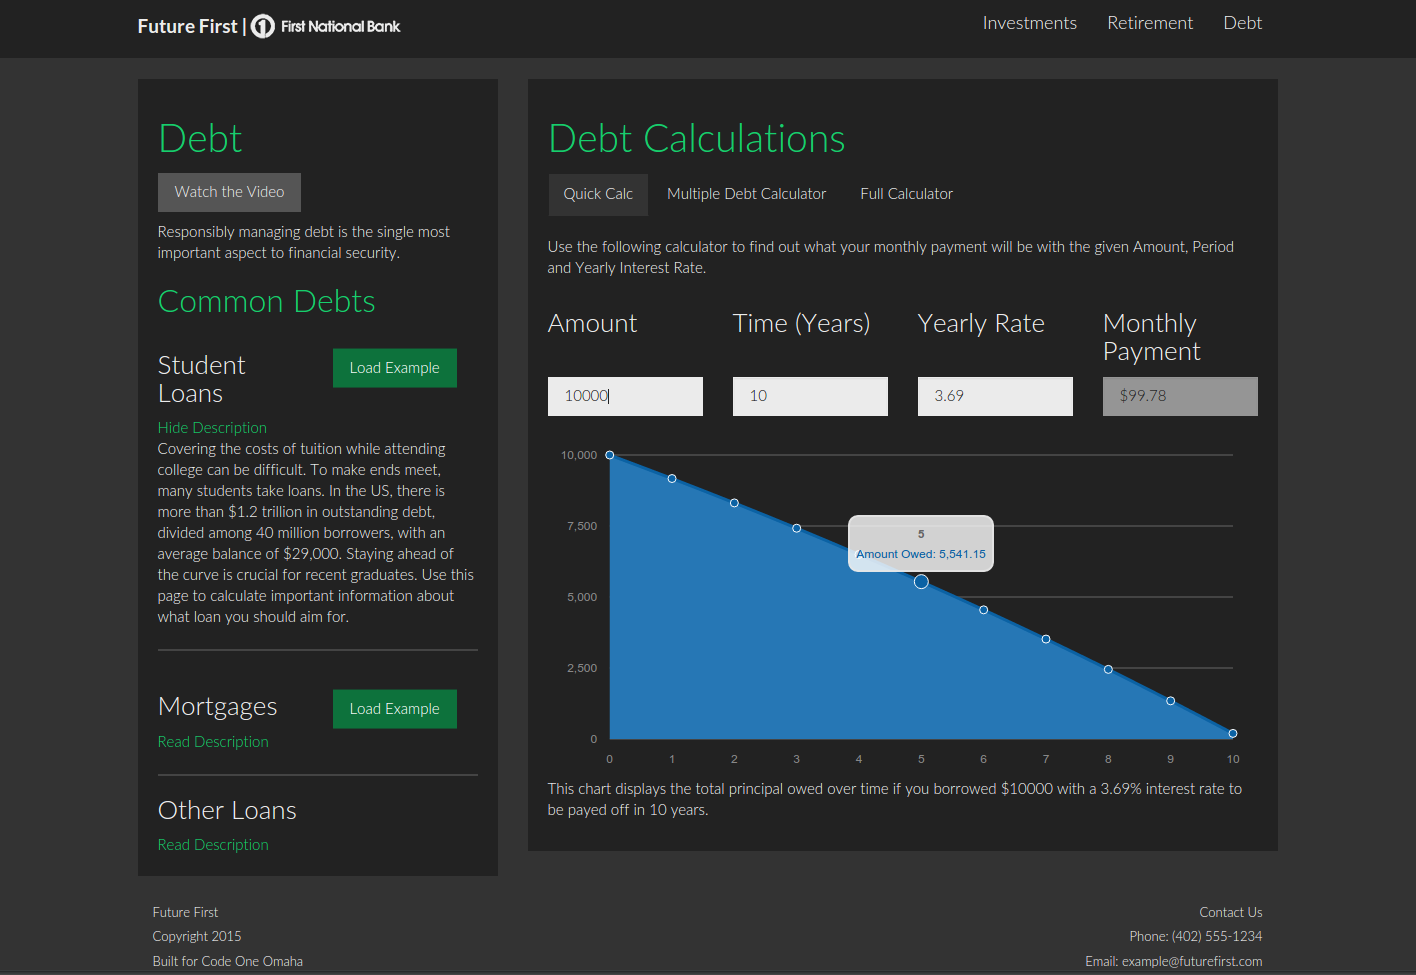 Future First | 1 First National Bank
Investments Retirement Debt
Debt
Watch the Video
Responsibly managing debt is the single most
important aspect to financial security.
Common Debts
Student
Loans
Load Example
Hide Description
Covering the costs of tuition while attending
college can be difficult. To make ends meet,
many students take loans. In the US, there is
more than $1.2 trillion in outstanding debt,
divided among 40 million borrowers, with an
average balance of $29,000. Staying ahead of
the curve is crucial for recent graduates. Use this
page to calculate important information about
what loan you should aim for.
Mortgages
Load Example
Read Description
Other Loans
Read Description
Debt Calculations
Quick Calc Multiple Debt Calculator Full Calculator
Use the following calculator to find out what your monthly payment will be with the given Amount, Period
and Yearly Interest Rate.
Amount Time (Years) Yearly Rate Monthly
Payment
10000 10 3.69 $99.78
10,000
7,500
5
Amount Owed: 5,541.15
5,000
2,500
0
0 1 2 3 4 5 6 7 8 9 10
This chart displays the total principal owed over time if you borrowed $10000 with a 3.69% interest rate to
be payed off in 10 years.
Future First
Copyright 2015
Built for Code One Omaha
Contact Us
Phone: (402) 555-1234
Email: example@futurefirst.com